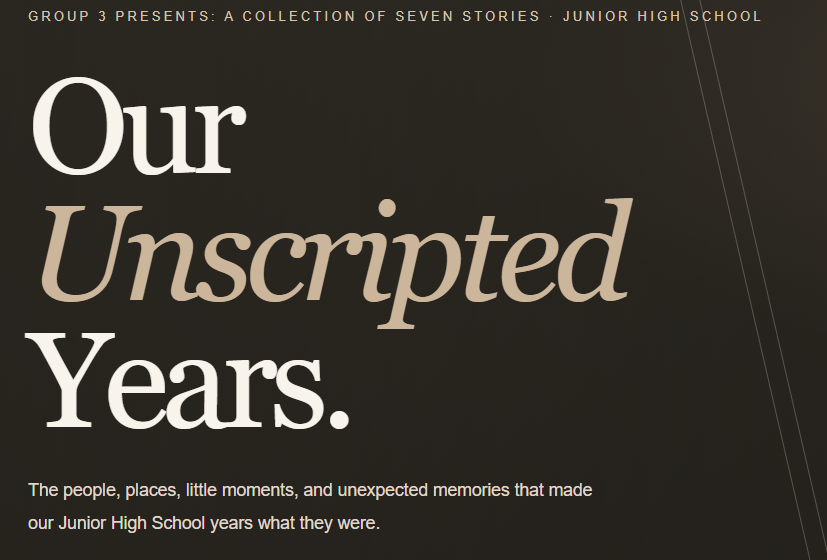 GROUP 3 PRESENTS: A COLLECTION OF SEVEN STORIES · JUNIOR HIGH SCHOOL
Our
Unscripted
Years.
The people, places, little moments, and unexpected memories that made
our Junior High School years what they were.